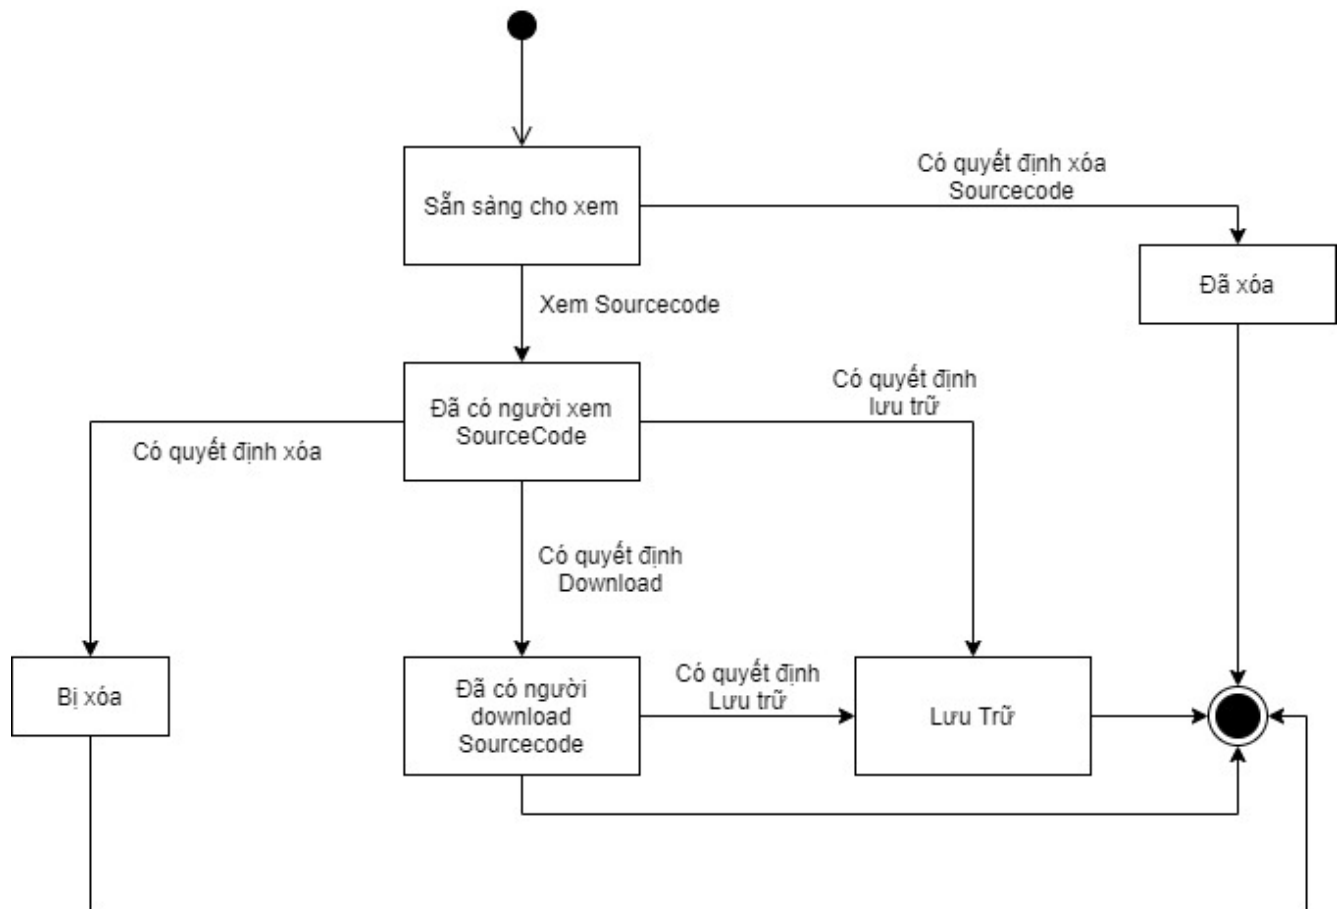 Có quyết định xóa
Sourcecode
Sẵn sàng cho xem
Đã xóa
Xem Sourcecode
Có quyết định
lưu trữ
Đã có người xem
SourceCode
Có quyết định xóa
Có quyết định
Download
Có quyết định
Lưu trữ
Bị xóa
Đã có người
download
Sourcecode
Lưu Trữ